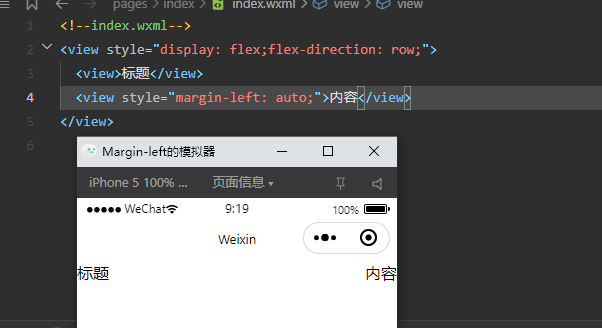 pages > index > index.wxml > view > view
1 <!--index.wxml-->
2 <view style="display: flex;flex-direction: row;">
3 <view>标题</view>
4 <view style="margin-left: auto;">内容</view>
5 </view>
6
Margin-left的模拟器
iPhone 5 100% ... 页面信息
WeChat 9:19 100%
Weixin
标题 内容